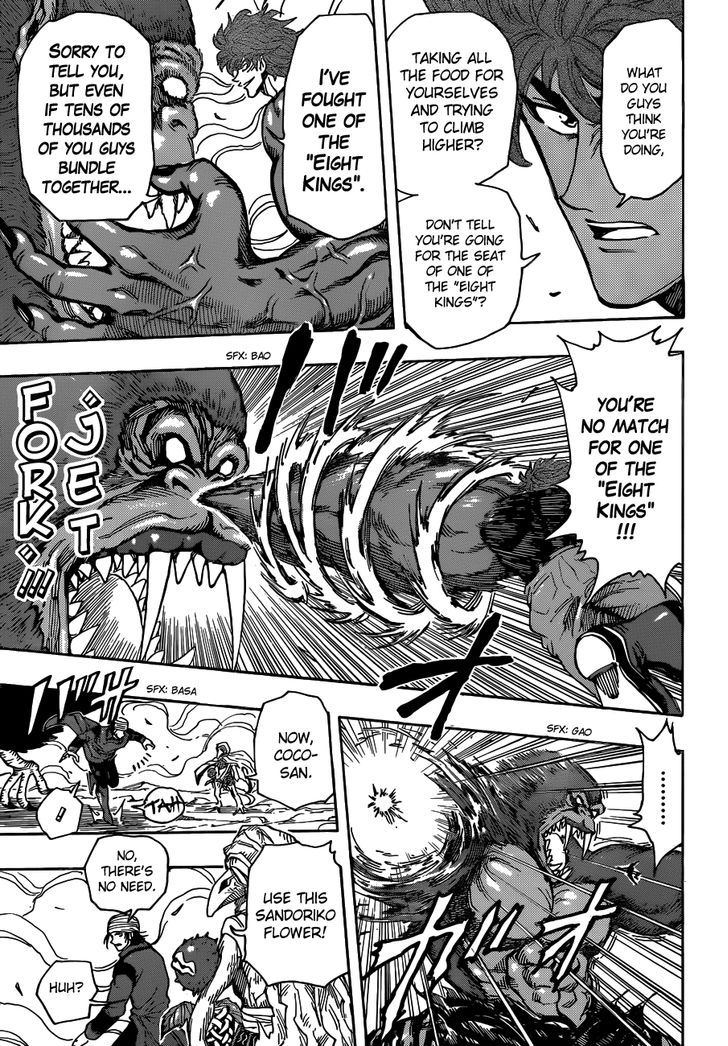 WHAT
DO YOU
GUYS
THINK
YOU'RE
DOING,
TAKING ALL
THE FOOD FOR
YOURSELVES
AND TRYING
TO CLIMB
HIGHER?
DON'T TELL
YOU'RE GOING
FOR THE SEAT
OF ONE OF
THE "EIGHT
KINGS"?
I'VE
FOUGHT
ONE OF
THE
"EIGHT
KINGS".
SORRY TO
TELL YOU,
BUT EVEN
IF TENS OF
THOUSANDS
OF YOU GUYS
BUNDLE
TOGETHER...
YOU'RE
NO MATCH
FOR ONE
OF THE
"EIGHT
KINGS"
!!!
SFX: BAO
JET
FORK!!!
.........
SFX: GAO
ガオ
SFX: BASA
NOW,
COCO-
SAN.
!
TAH
USE THIS
SANDORIKO
FLOWER!
NO,
THERE'S
NO NEED.
HUH?